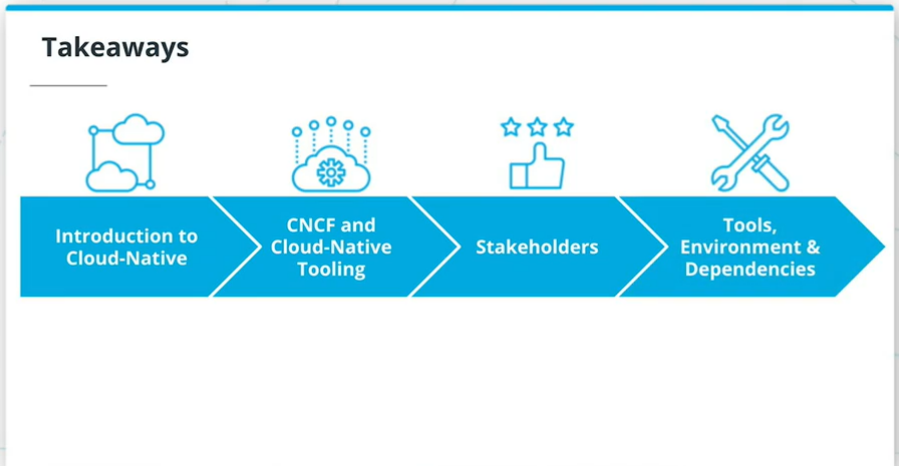 Takeaways
Introduction to
Cloud-Native
CNCF and
Cloud-Native
Tooling
Stakeholders
Tools,
Environment &
Dependencies